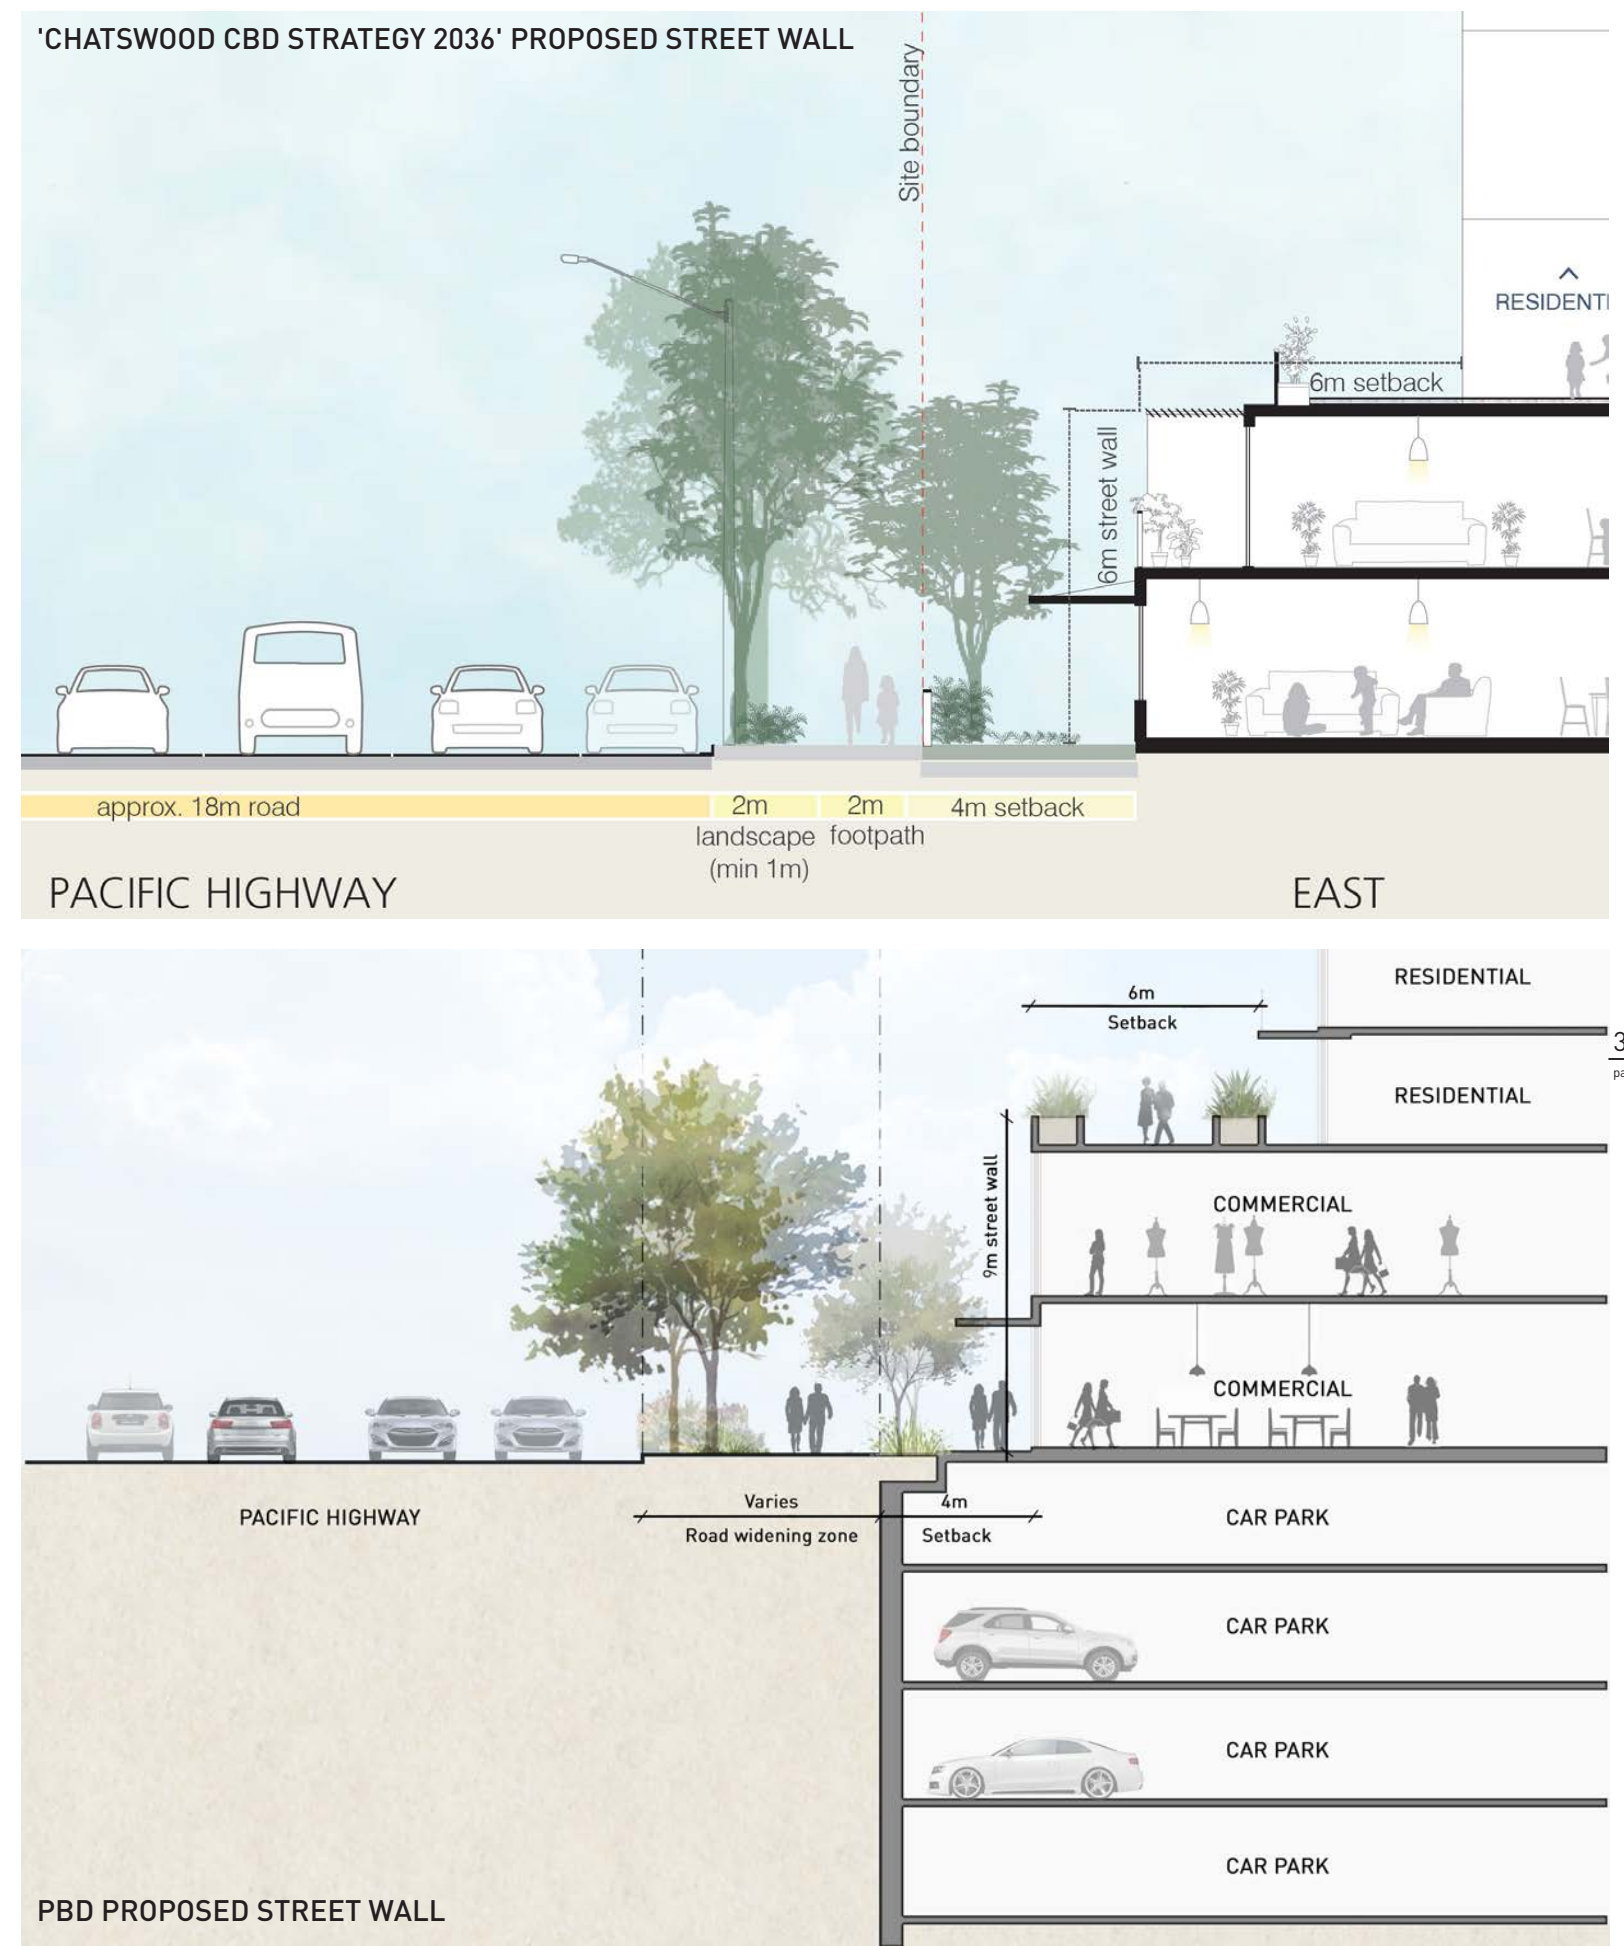 'CHATSWOOD CBD STRATEGY 2036' PROPOSED STREET WALL
Site boundary
RESIDENTI
6m setback
6m street wall
approx. 18m road
2m
2m
4m setback
landscape
footpath
(min 1m)
PACIFIC HIGHWAY
EAST
RESIDENTIAL
6m
Setback
3
pa
RESIDENTIAL
9m street wall
COMMERCIAL
COMMERCIAL
Varies
4m
PACIFIC HIGHWAY
CAR PARK
Road widening zone
Setback
CAR PARK
CAR PARK
CAR PARK
PBD PROPOSED STREET WALL